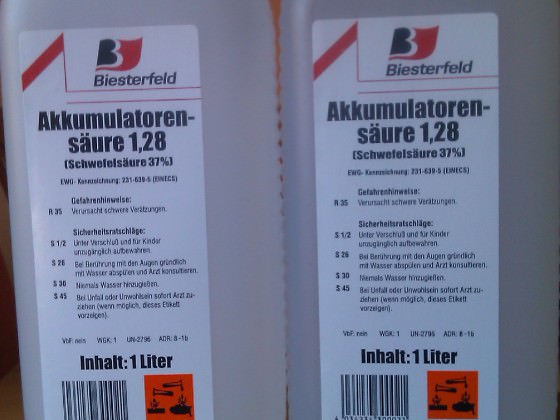 Biesterfeld
Akkumulatoren-
säure 1,28
(Schwefelsäure 37%)
EWG- Kennzeichnung: 231-639-5 (EINECS)
Gefahrenhinweise:
R 35 Verursacht schwere Verätzungen.
Sicherheitsratschläge:
S 1/2 Unter Verschluß und für Kinder
unzugänglich aufbewahren.
S 26 Bei Berührung mit den Augen gründlich
mit Wasser abspülen und Arzt konsultieren.
S 30 Niemals Wasser hinzugießen.
S 45 Bei Unfall oder Unwohlsein sofort Arzt zu-
ziehen (wenn möglich, dieses Etikett
vorzeigen).
VbF: nein WGK: 1 UN-2796 ADR: 8-1b
Inhalt: 1 Liter
Biesterfeld
Akkumulatoren-
säure 1,28
(Schwefelsäure 37%)
EWG- Kennzeichnung: 231-639-5 (EINECS)
Gefahrenhinweise:
R 35 Verursacht schwere Verätzungen.
Sicherheitsratschläge:
S 1/2 Unter Verschluß und für Kinder
unzugänglich aufbewahren.
S 26 Bei Berührung mit den Augen gründlich
mit Wasser abspülen und Arzt konsultieren.
S 30 Niemals Wasser hinzugießen.
S 45 Bei Unfall oder Unwohlsein sofort Arzt zu-
ziehen (wenn möglich, dieses Etikett
vorzeigen).
VbF: nein WGK: 1 UN-2796 ADR: 8-1b
Inhalt: 1 Liter